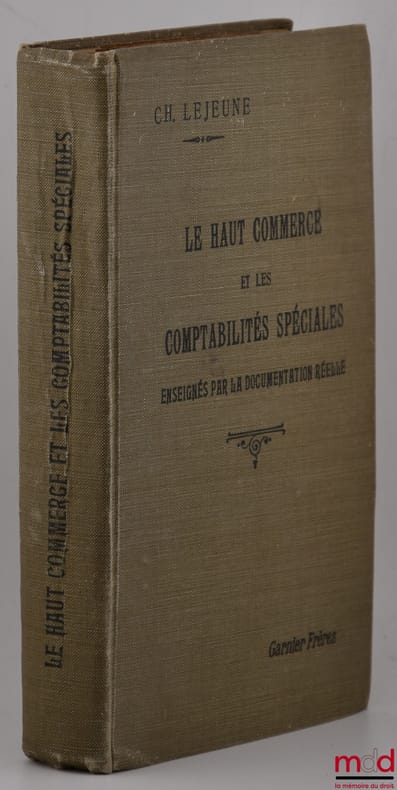 LE HAUT COMMERCE ET LES COMPTABILITÉS SPÉCIALES
CH. LEJEUNE
LE HAUT COMMERCE
ET LES
COMPTABILITÉS SPÉCIALES
ENSEIGNÉS PAR LA DOCUMENTATION RÉELLE
Garnier Frères
mdd
la mémoire du droit